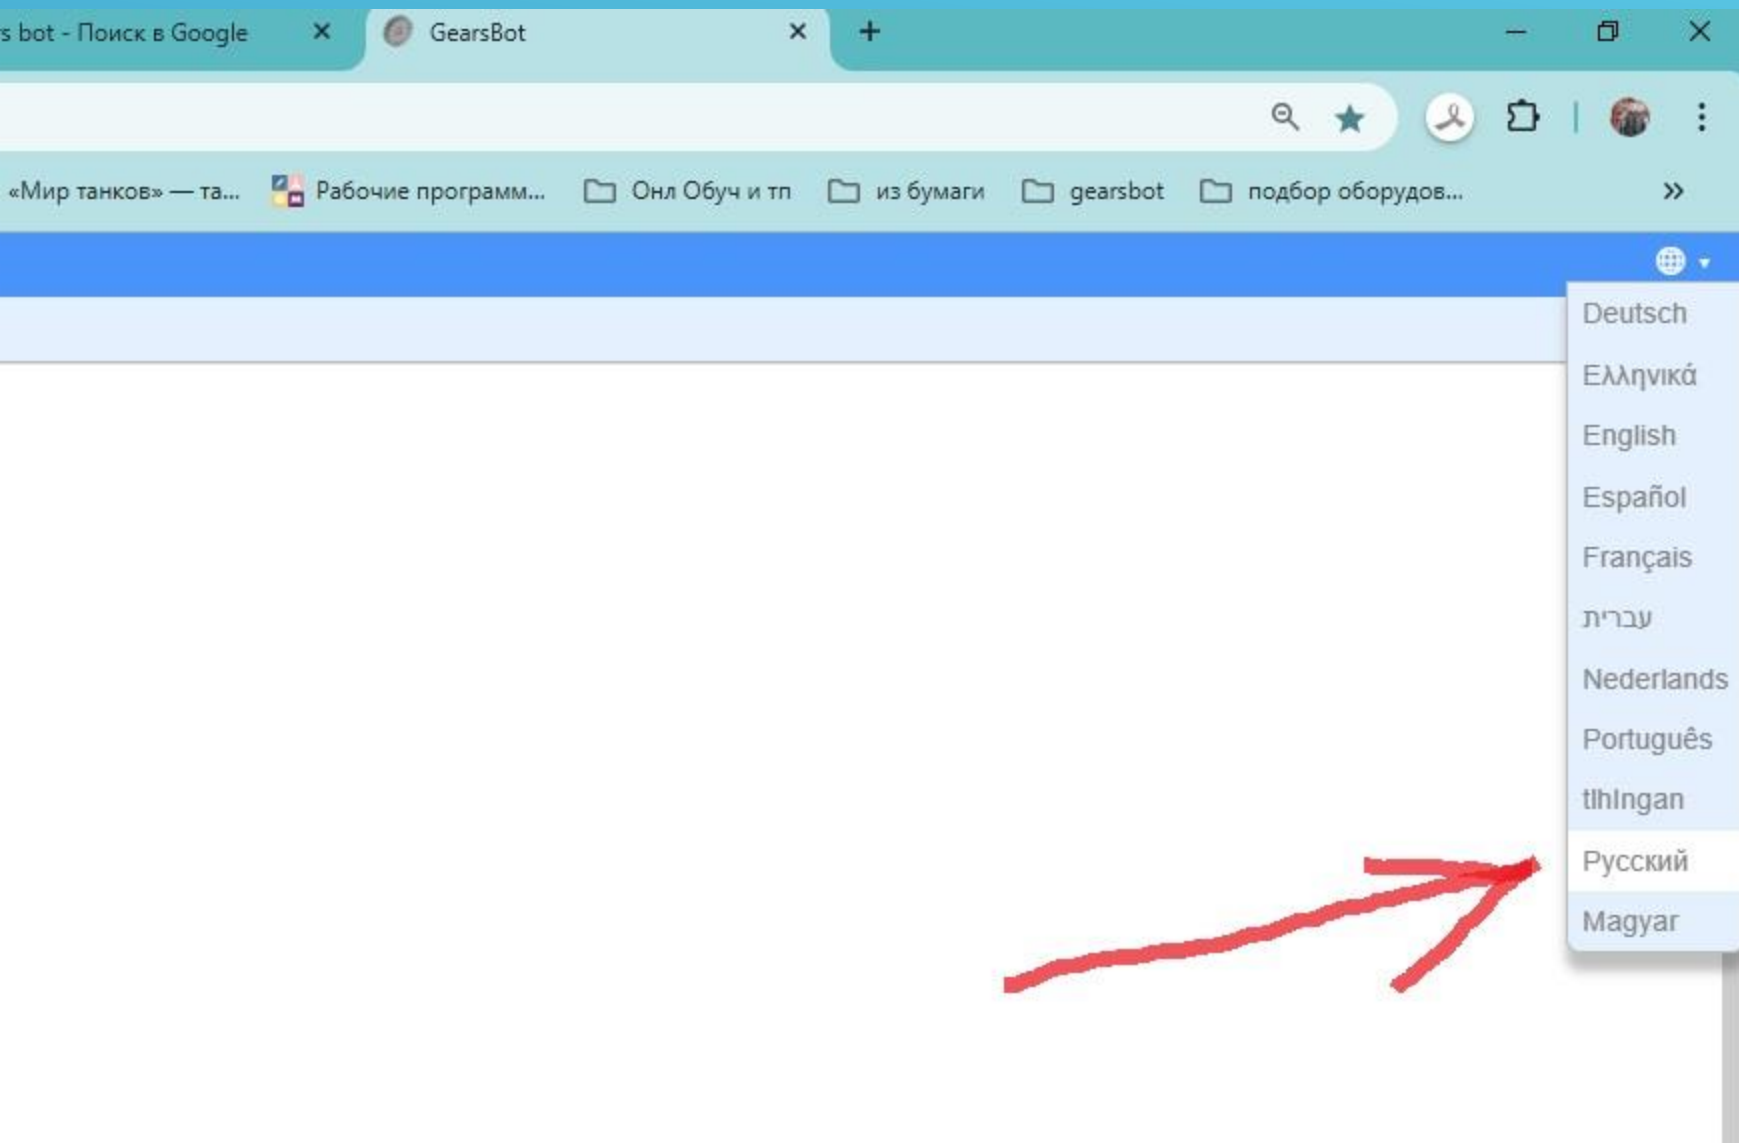 s bot - Поиск в Google
GearsBot
«Мир танков» — та...
Рабочие программ...
Онл Обуч и тп
из бумаги
gearsbot
подбор оборудов...
Deutsch
Ελληνικά
English
Español
Français
עברית
Nederlands
Português
tlhIngan
Русский
Magyar